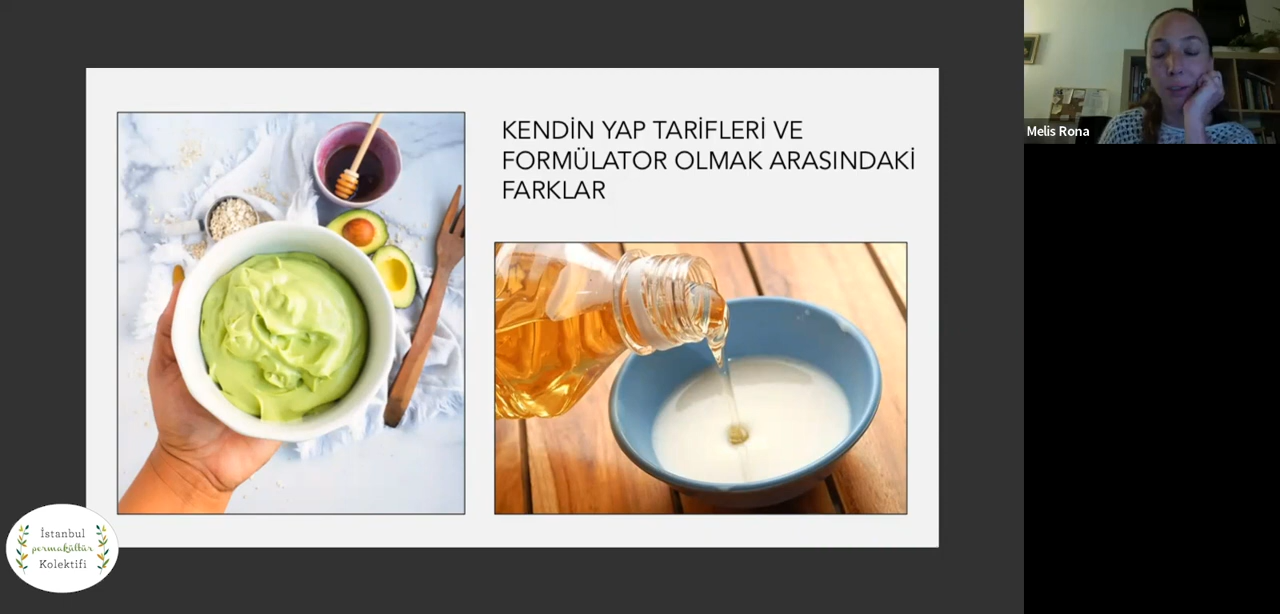 KENDİN YAP TARİFLERİ VE
FORMÜLATOR OLMAK ARASINDAKİ
FARKLAR
Melis Rona
İstanbul
permakültür
Kolektifi